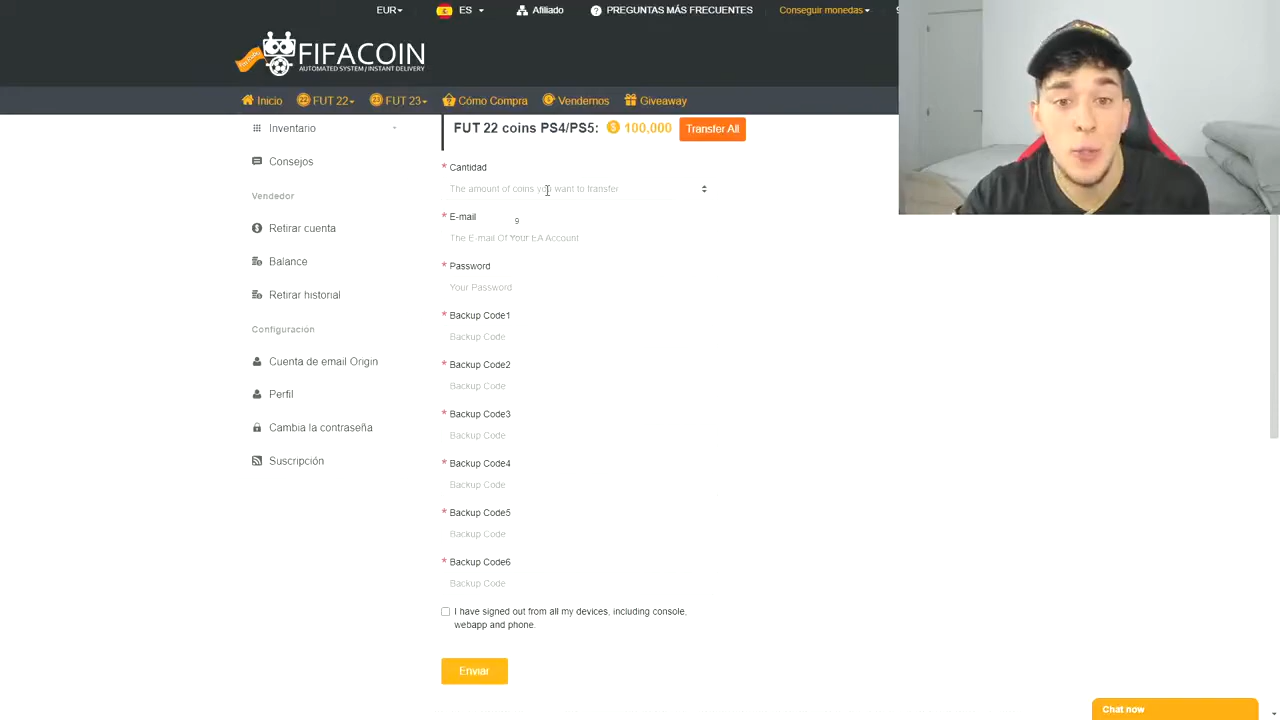 EUR
ES
Afiliado
PREGUNTAS MÁS FRECUENTES
Conseguir monedas
FIFACOIN
AUTOMATED SYSTEM / INSTANT DELIVERY
Inicio
22 FUT 22
23 FUT 23
Cómo Compra
Vendernos
Giveaway
Inventario
Consejos
Vendedor
Retirar cuenta
Balance
Retirar historial
Configuración
Cuenta de email Origin
Perfil
Cambia la contraseña
Suscripción
FUT 22 coins PS4/PS5: 100,000 Transfer All
* Cantidad
The amount of coins you want to transfer
* E-mail
9
The E-mail Of Your EA Account
* Password
Your Password
* Backup Code1
Backup Code
* Backup Code2
Backup Code
* Backup Code3
Backup Code
* Backup Code4
Backup Code
* Backup Code5
Backup Code
* Backup Code6
Backup Code
I have signed out from all my devices, including console,
webapp and phone.
Enviar
Chat now